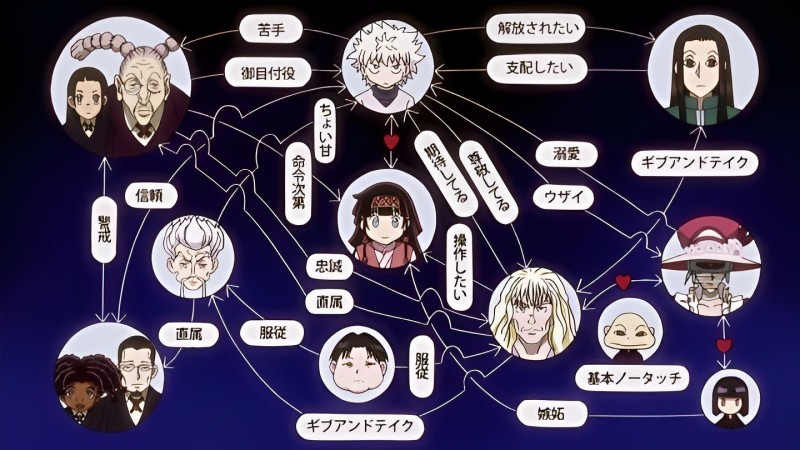 苦手
解放されたい
御目付役
支配したい
ちょい甘
期待してる
尊敬してる
溺愛
ギブアンドテイク
命令次第
信頼
ウザイ
警戒
操作したい
忠誠
直属
直属
服従
服従
基本ノータッチ
ギブアンドテイク
嫉妬